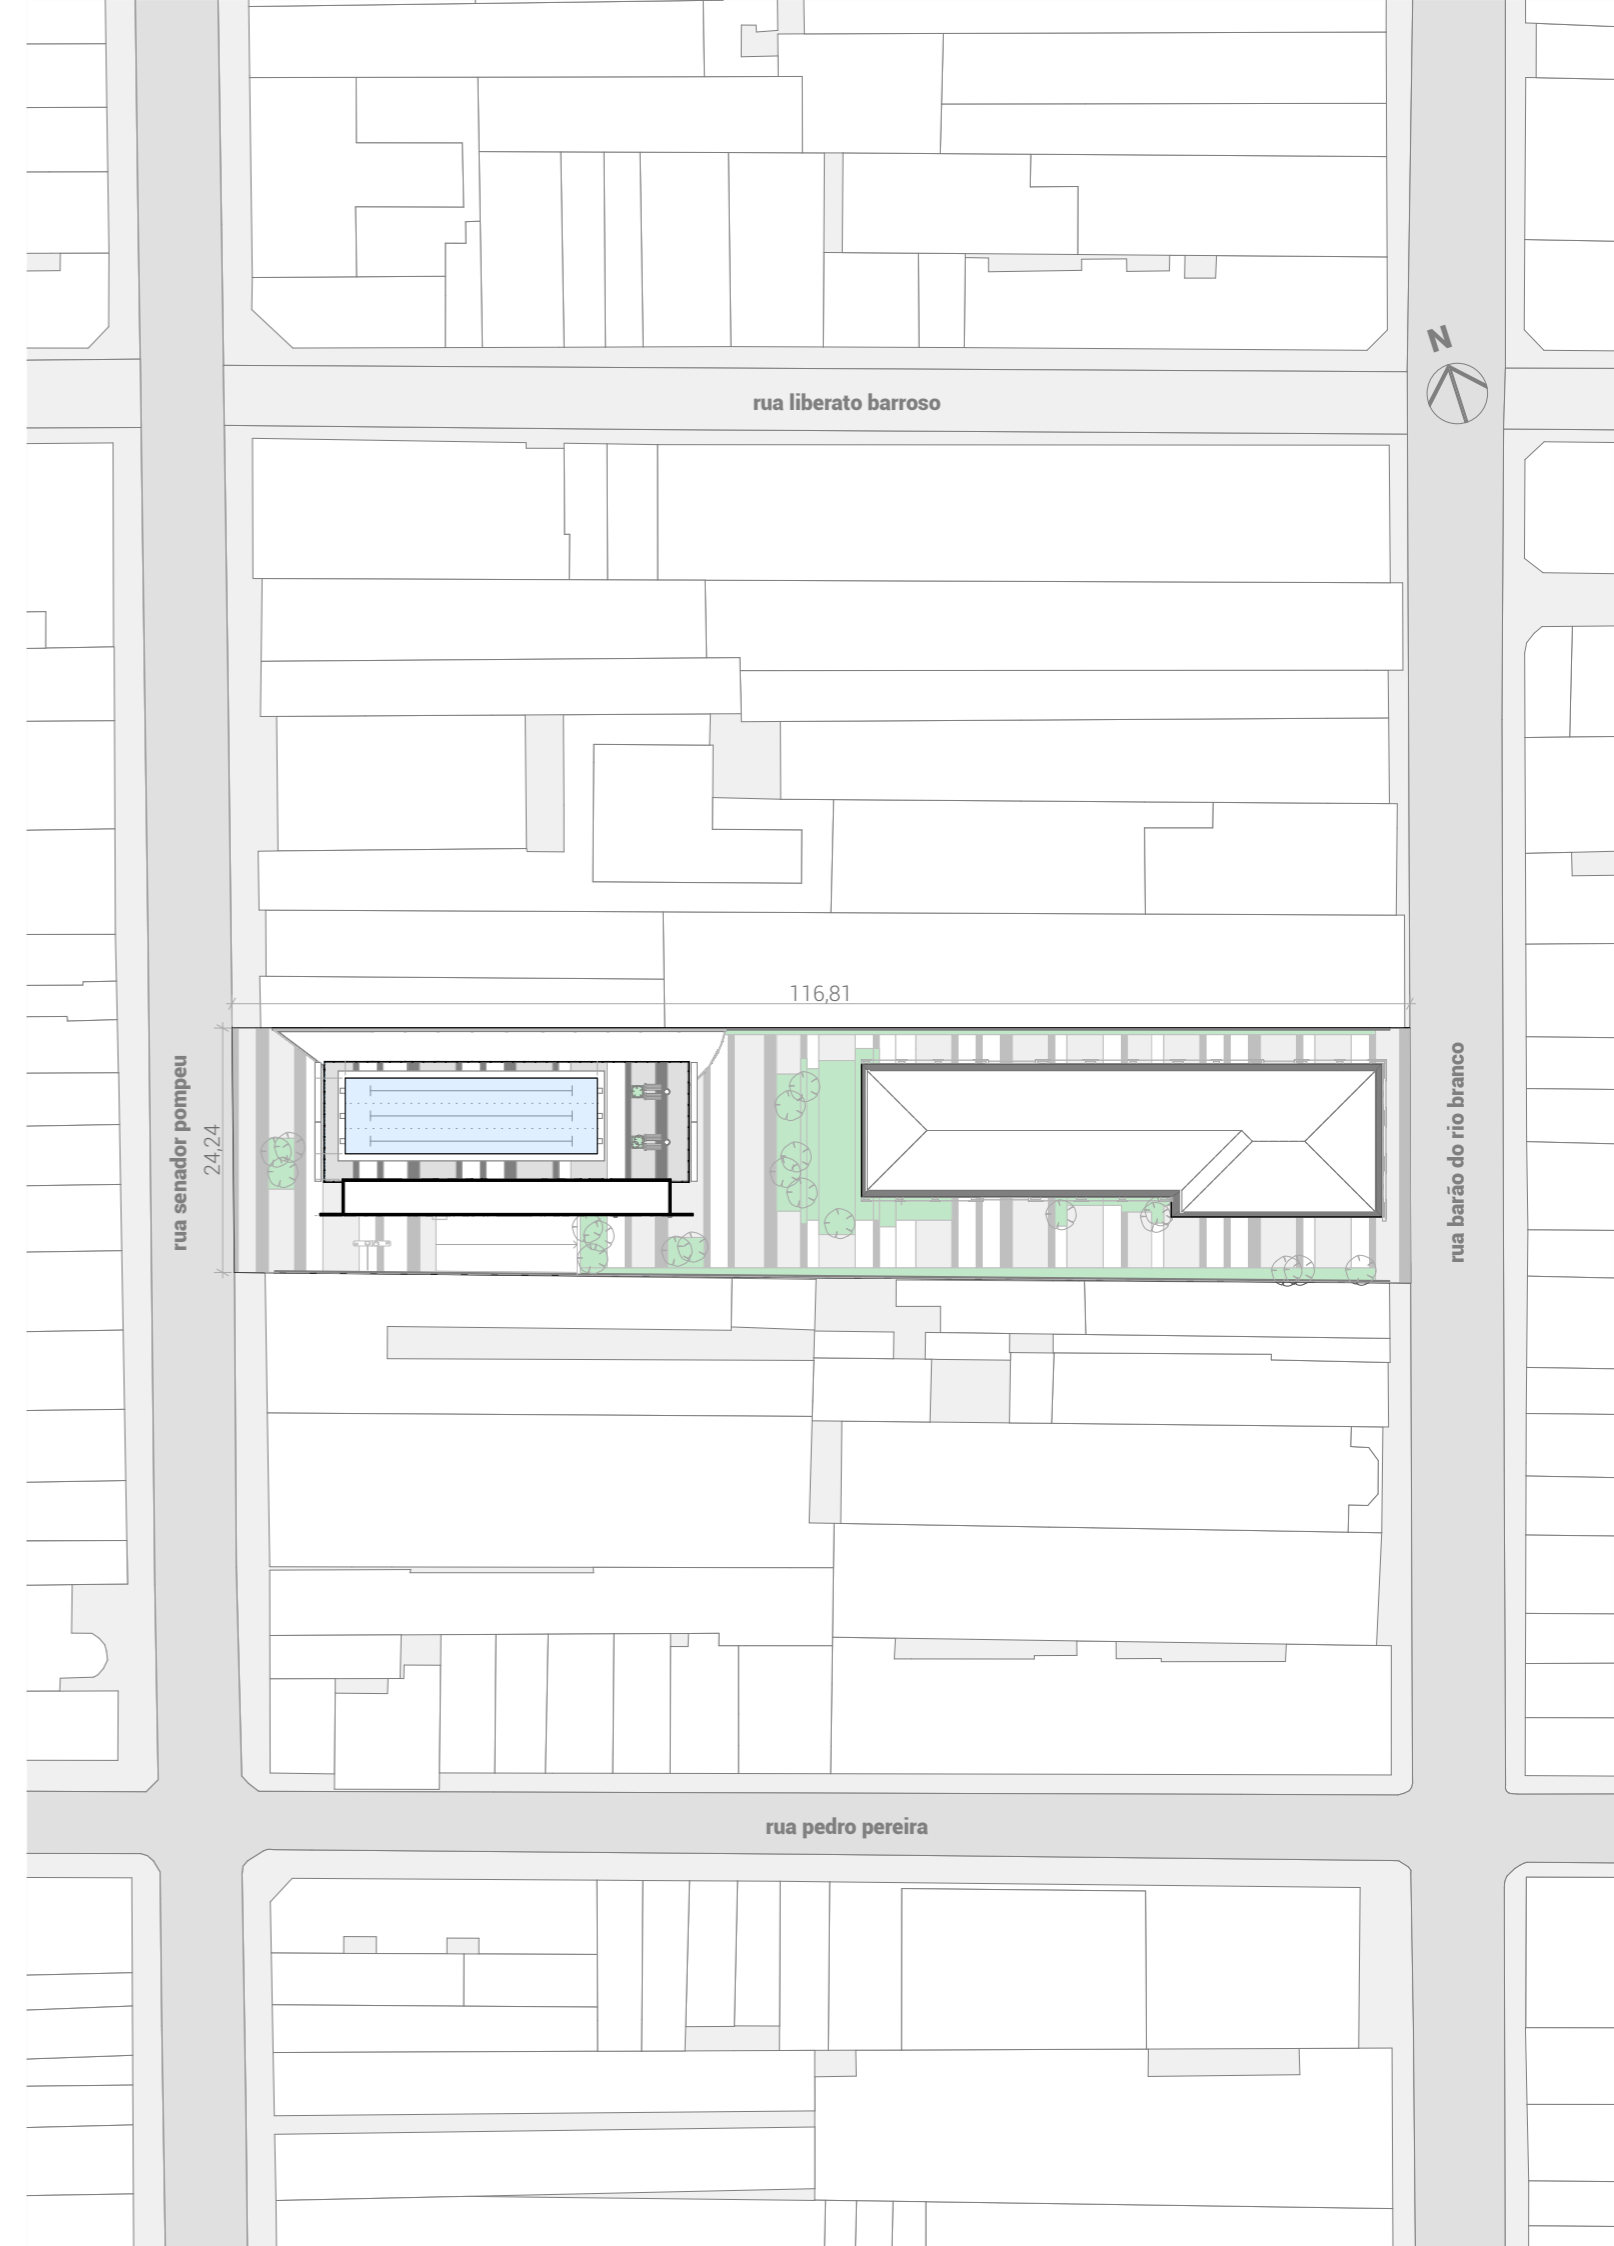 N
rua liberato barroso
116,81
rua senador pompeu
24,24
rua barão do rio branco
rua pedro pereira